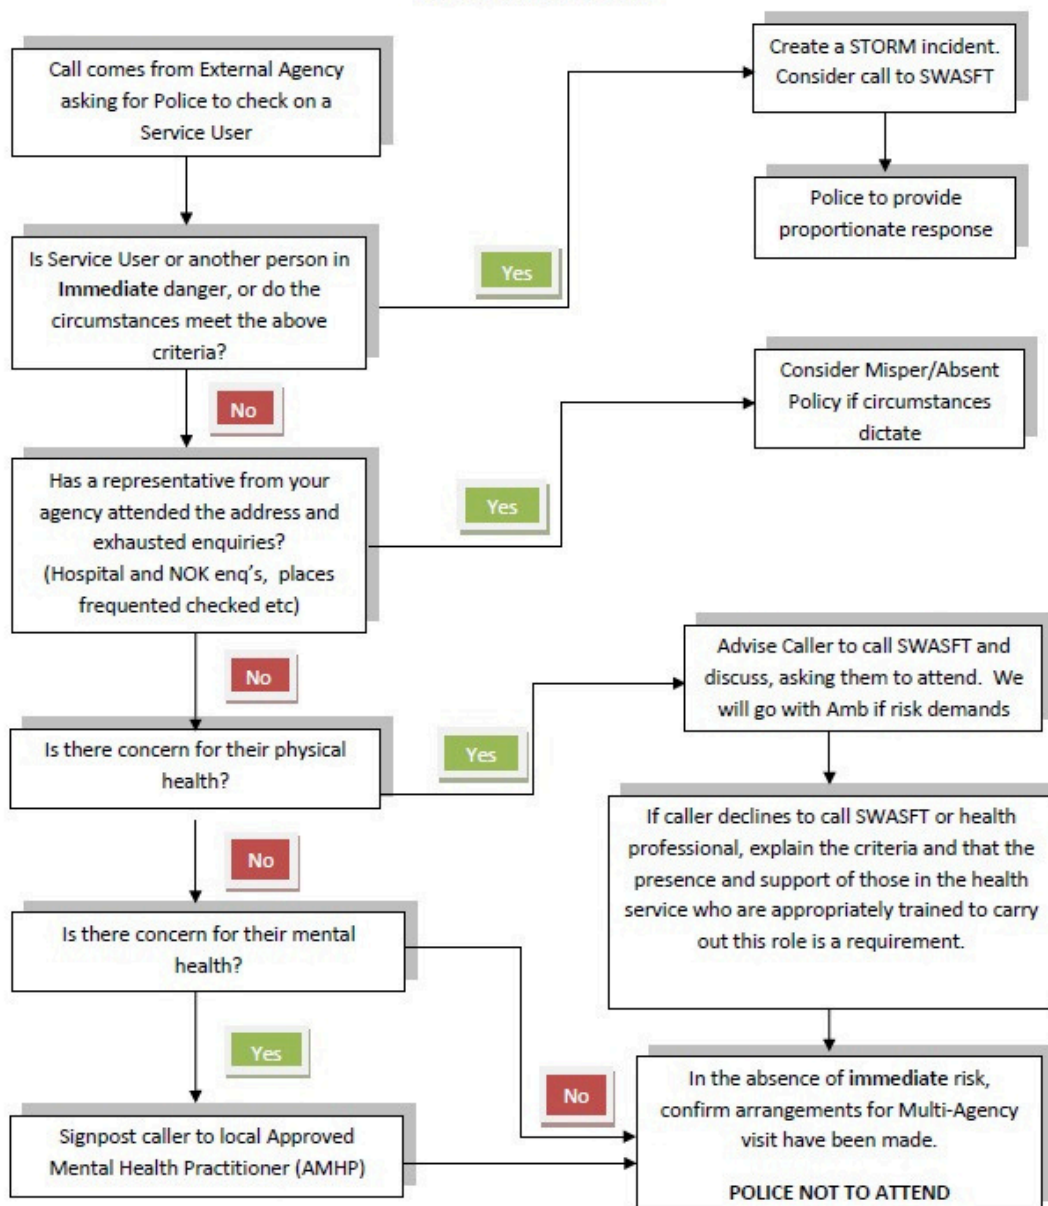 Call comes from External Agency
asking for Police to check on a
Service User
Create a STORM incident.
Consider call to SWASFT
Police to provide
proportionate response
Is Service User or another person in
Immediate danger, or do the
circumstances meet the above
criteria?
Yes
No
Consider Misper/Absent
Policy if circumstances
dictate
Has a representative from your
agency attended the address and
exhausted enquiries?
(Hospital and NOK enq's, places
frequented checked etc)
Yes
No
Advise Caller to call SWASFT and
discuss, asking them to attend. We
will go with Amb if risk demands
Is there concern for their physical
health?
Yes
No
If caller declines to call SWASFT or health
professional, explain the criteria and that the
presence and support of those in the health
service who are appropriately trained to carry
out this role is a requirement.
Is there concern for their mental
health?
Yes
No
Signpost caller to local Approved
Mental Health Practitioner (AMHP)
In the absence of immediate risk,
confirm arrangements for Multi-Agency
visit have been made.
POLICE NOT TO ATTEND